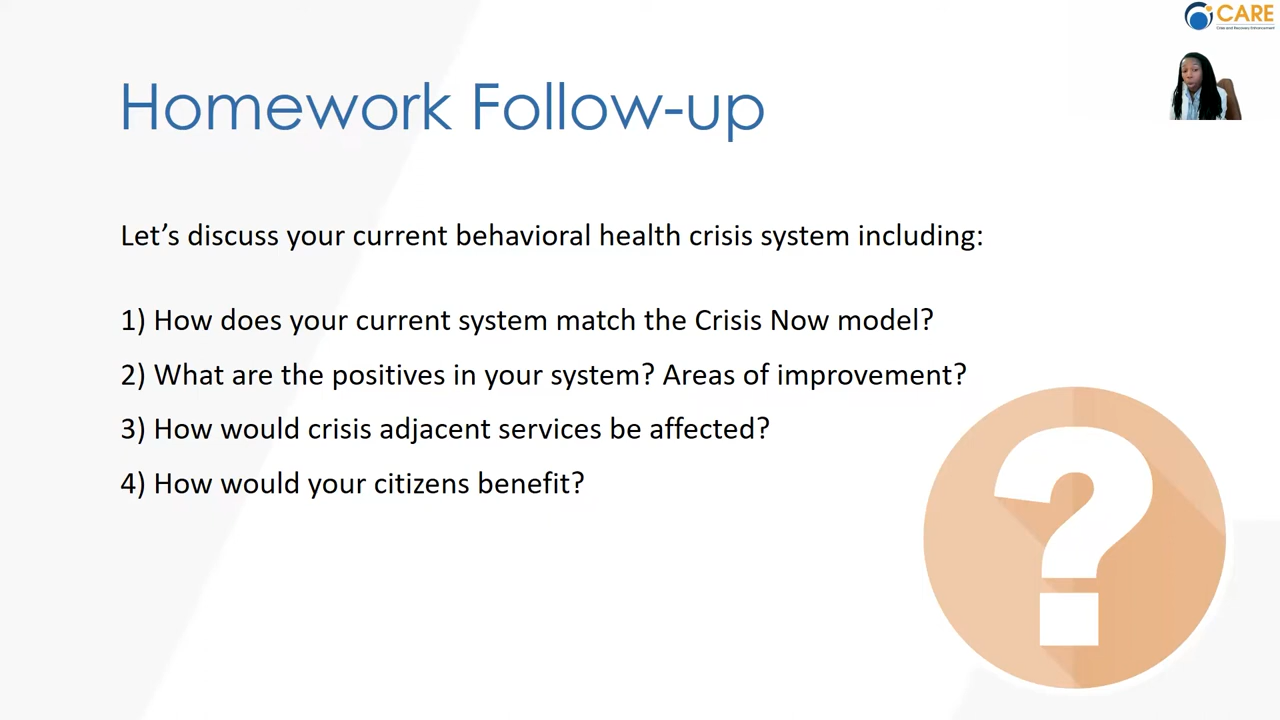 CARE
Homework Follow-up
Let's discuss your current behavioral health crisis system including:
1) How does your current system match the Crisis Now model?
2) What are the positives in your system? Areas of improvement?
3) How would crisis adjacent services be affected?
4) How would your citizens benefit?
?